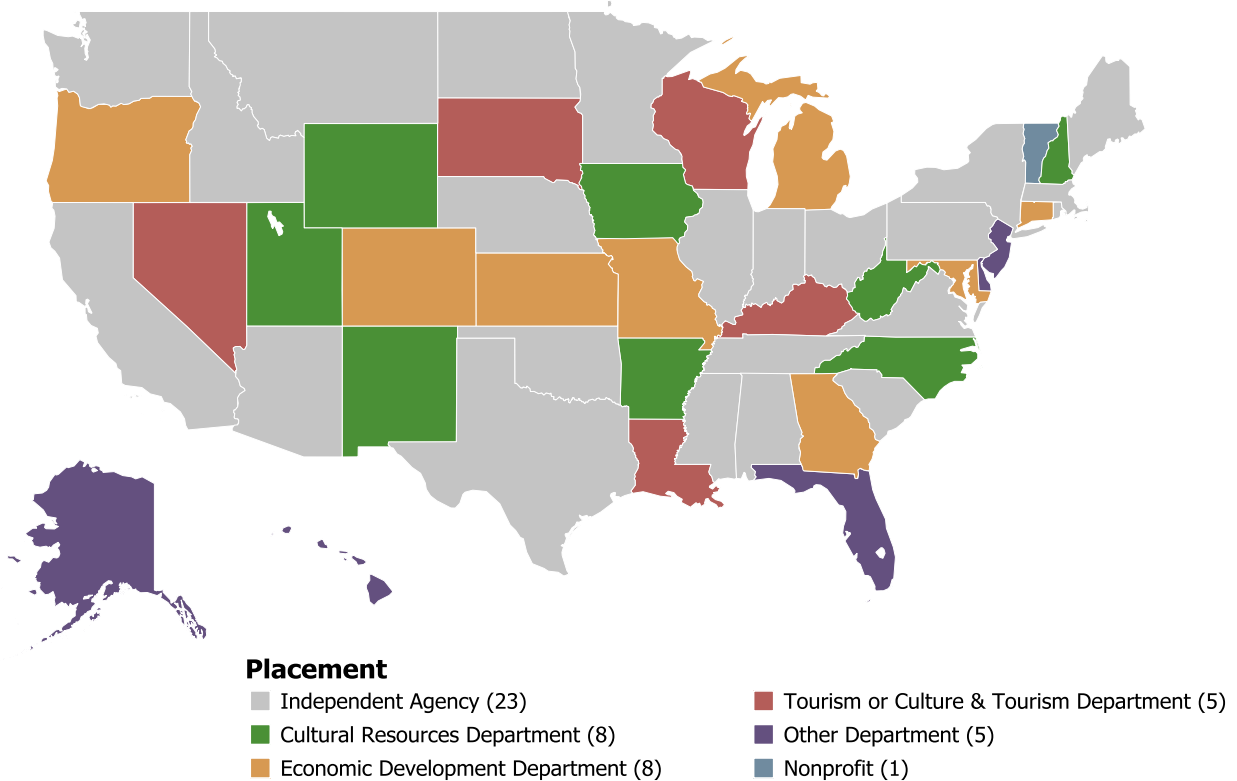 Placement
Independent Agency (23)
Cultural Resources Department (8)
Economic Development Department (8)
Tourism or Culture & Tourism Department (5)
Other Department (5)
Nonprofit (1)